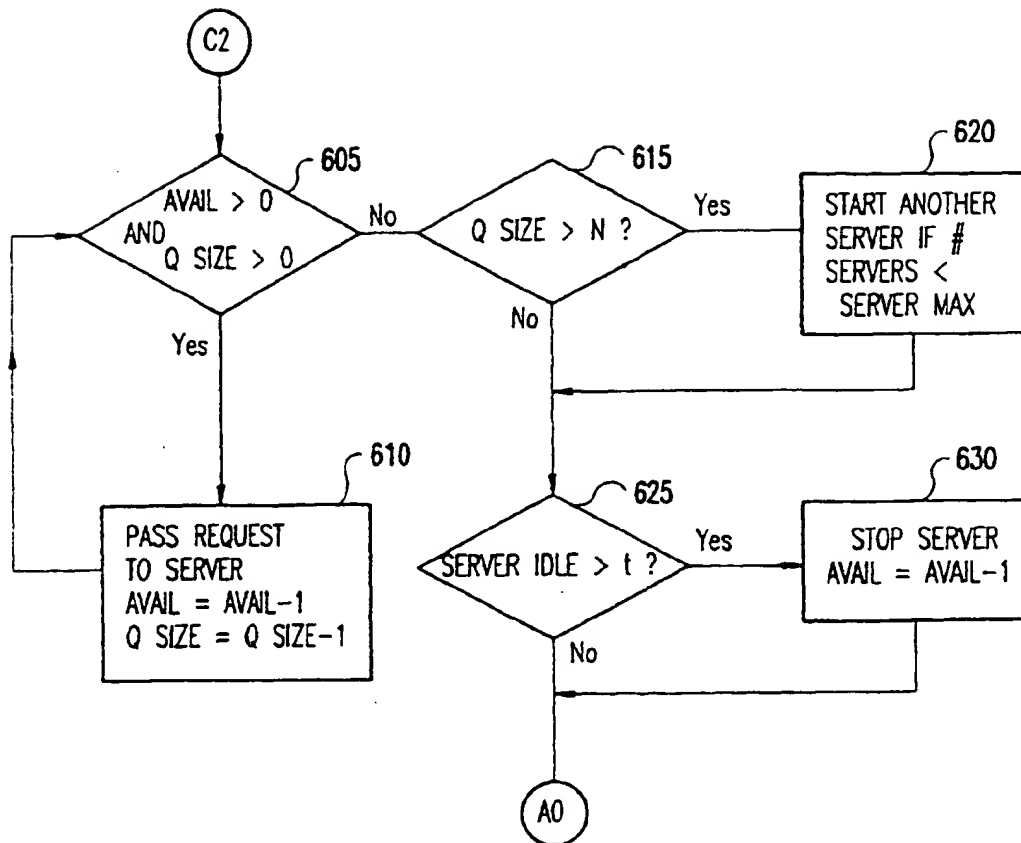 C2
605
AVAIL > 0
AND
Q SIZE > 0
No
Yes
615
Q SIZE > N ?
Yes
No
620
START ANOTHER
SERVER IF #
SERVERS <
SERVER MAX
610
PASS REQUEST
TO SERVER
AVAIL = AVAIL-1
Q SIZE = Q SIZE-1
625
SERVER IDLE > t ?
Yes
No
630
STOP SERVER
AVAIL = AVAIL-1
A0